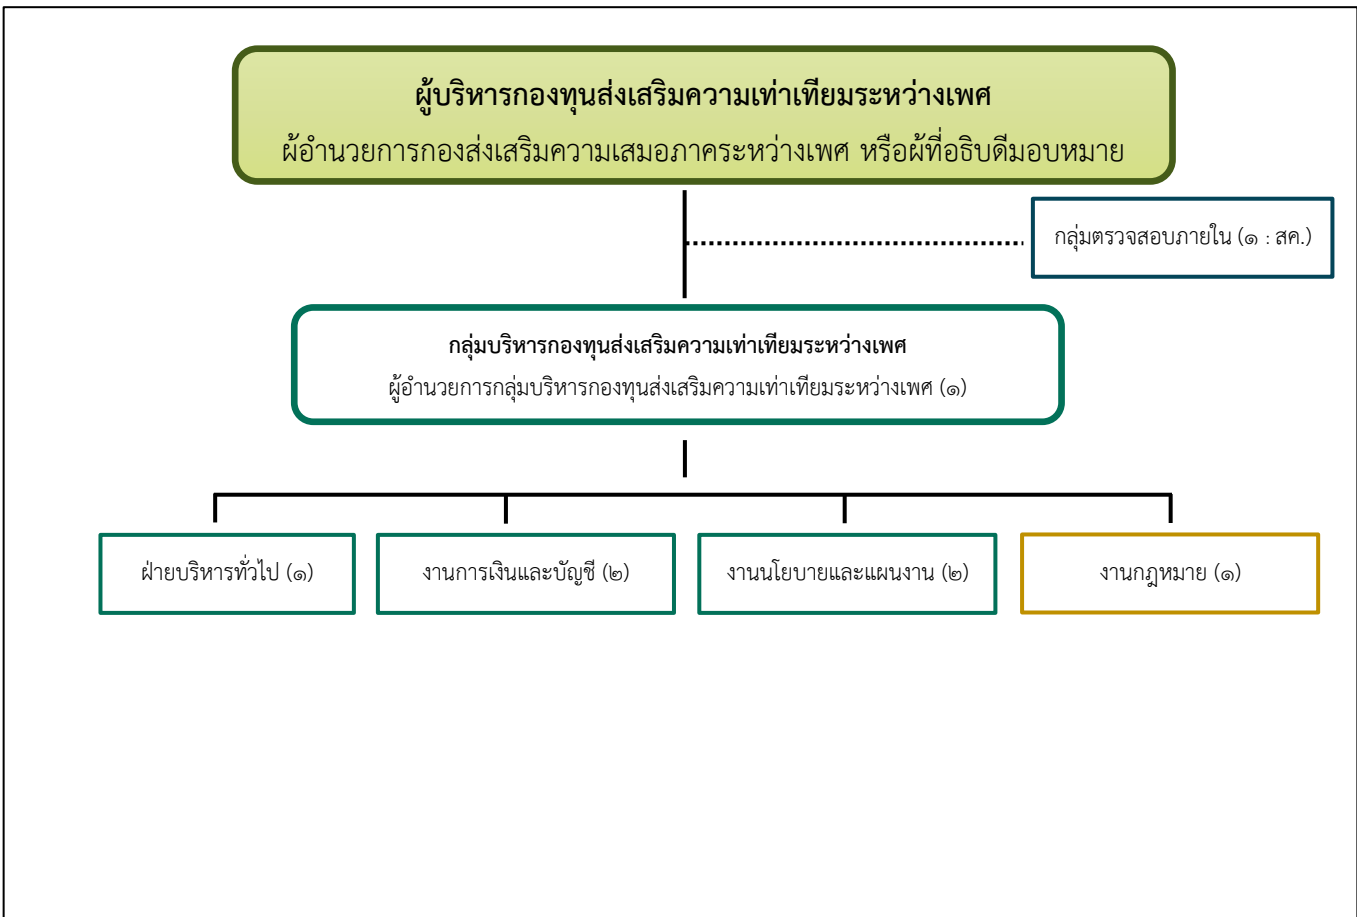 ผู้บริหารกองทุนส่งเสริมความเท่าเทียมระหว่างเพศ
ผ้อำนวยการกองส่งเสริมความเสมอภาคระหว่างเพศ หรือผ้ที่อธิบดีมอบหมาย
กลุ่มตรวจสอบภายใน (๑ : สค.)
กลุ่มบริหารกองทุนส่งเสริมความเท่าเทียมระหว่างเพศ
ผู้อำนวยการกลุ่มบริหารกองทุนส่งเสริมความเท่าเทียมระหว่างเพศ (๑)
ฝ่ายบริหารทั่วไป (๑)
งานการเงินและบัญชี (๒)
งานนโยบายและแผนงาน (๒)
งานกฎหมาย (๑)